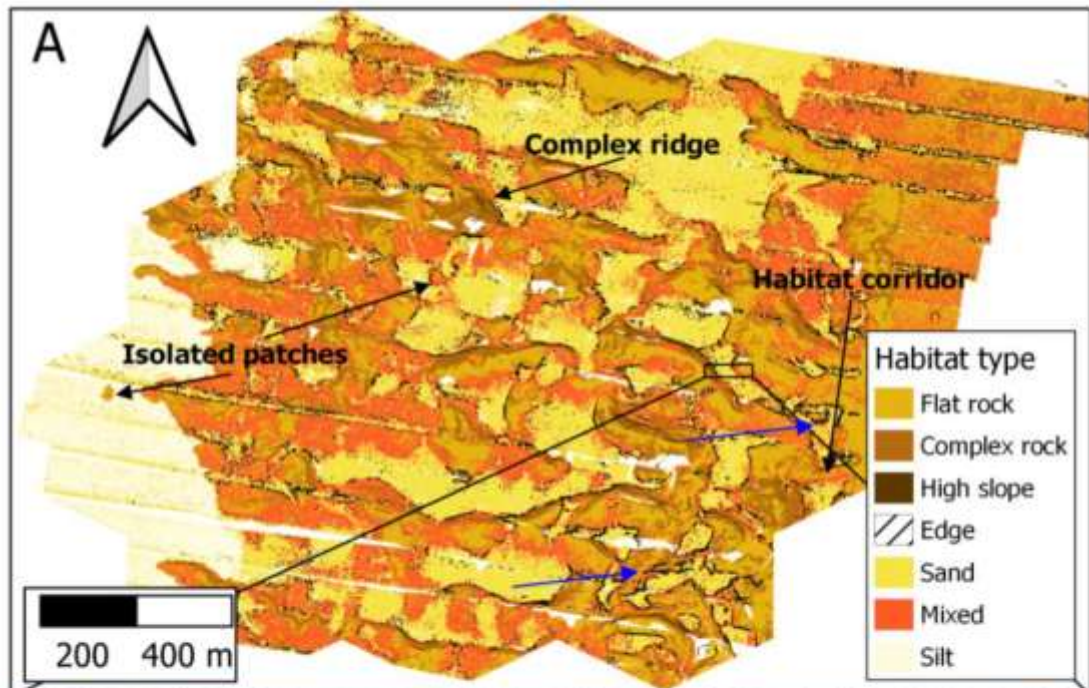 A
Complex ridge
Habitat corridor
Isolated patches
Habitat type
Flat rock
Complex rock
High slope
Edge
Sand
Mixed
Silt
200 400 m